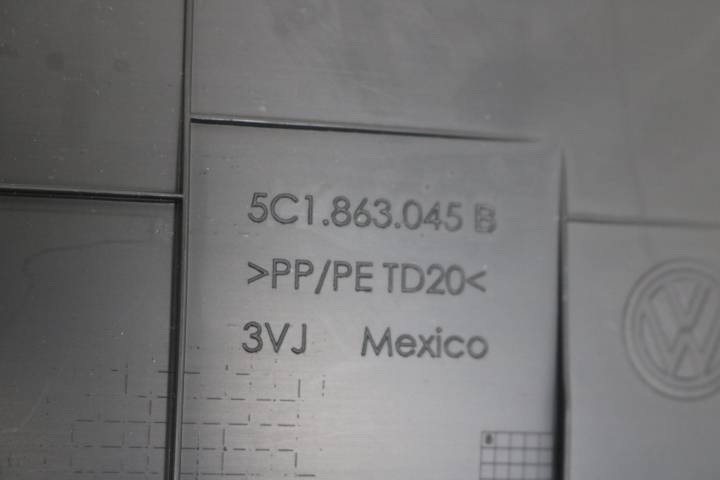 5C1.863.045 B
>PP/PE TD20<
3VJ Mexico